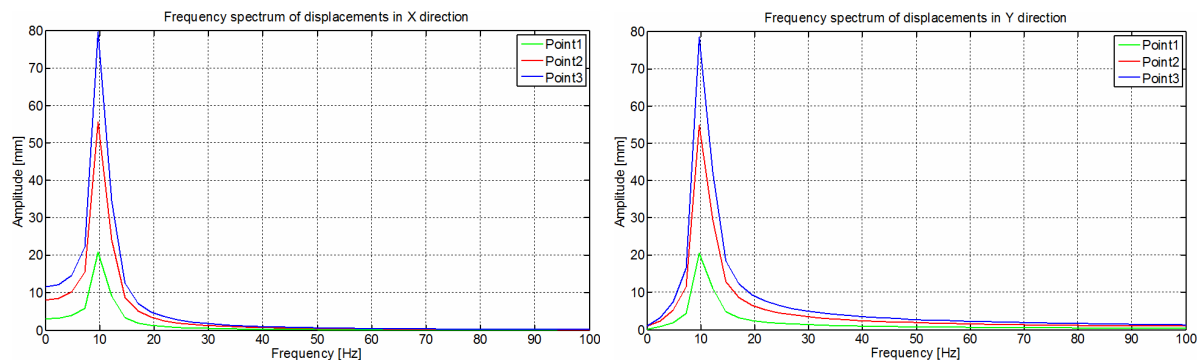 Frequency spectrum of displacements in X direction
80
70
60
50
40
30
20
10
0
Amplitude [mm]
Point1
Point2
Point3
0 10 20 30 40 50 60 70 80 90 100
Frequency [Hz]
Frequency spectrum of displacements in Y direction
80
70
60
50
40
30
20
10
0
Amplitude [mm]
Point1
Point2
Point3
0 10 20 30 40 50 60 70 80 90 100
Frequency [Hz]